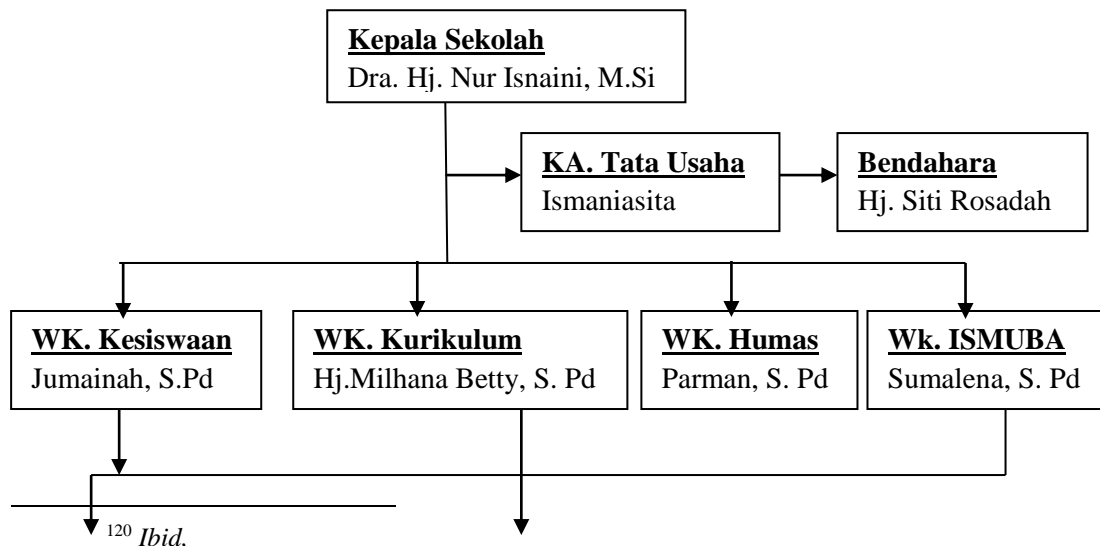 Kepala Sekolah
Dra. Hj. Nur Isnaini, M.Si
KA. Tata Usaha
Ismaniasita
Bendahara
Hj. Siti Rosadah
WK. Kesiswaan
Jumainah, S.Pd
WK. Kurikulum
Hj.Milhana Betty, S. Pd
WK. Humas
Parman, S. Pd
Wk. ISMUBA
Sumalena, S. Pd
120 Ibid,